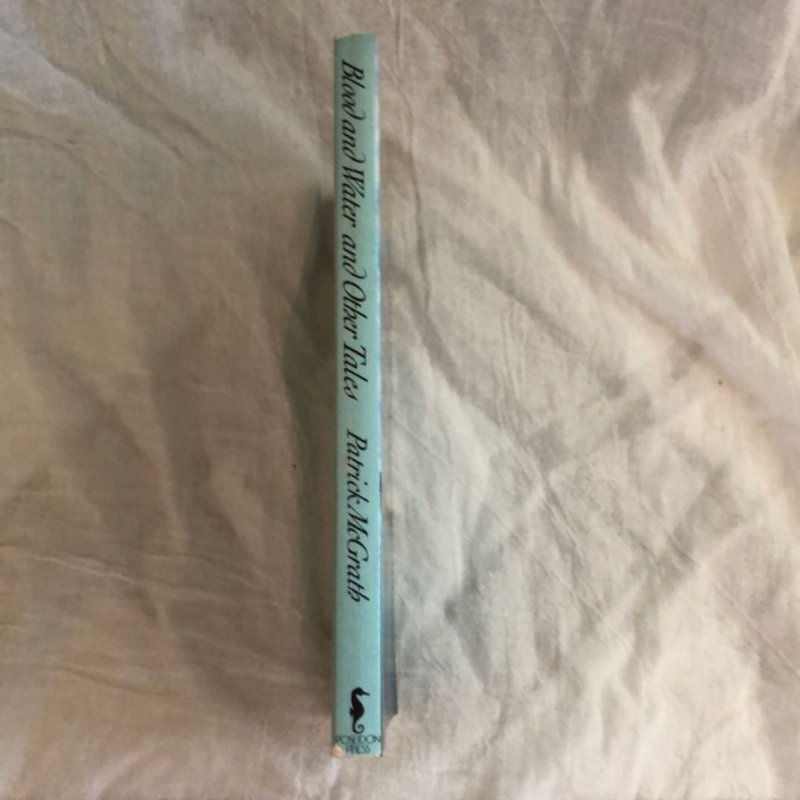 Blood and Water and Other Tales Patrick McGrath
POSEIDON
PRESS